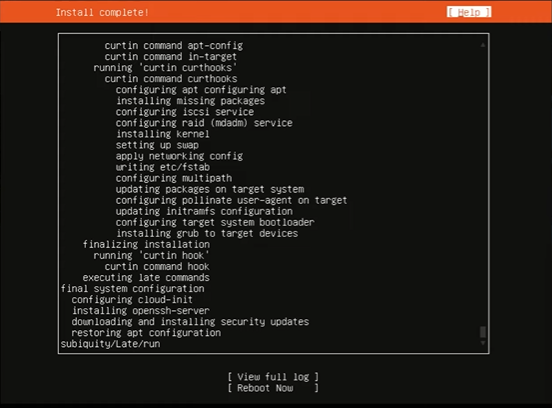 Install complete!
[ Help ]
curtin command apt-config
curtin command in-target
running 'curtin curthooks'
curtin command curthooks
configuring apt configuring apt
installing missing packages
configuring iscsi service
configuring raid (mdadm) service
installing kernel
setting up swap
apply networking config
writing etc/fstab
configuring multipath
updating packages on target system
configuring pollinate user-agent on target
updating initramfs configuration
configuring target system bootloader
installing grub to target devices
finalizing installation
running 'curtin hook'
curtin command hook
executing late commands
final system configuration
configuring cloud-init
installing openssh-server
downloading and installing security updates
restoring apt configuration
subiquity/Late/run
[ View full log ]
[ Reboot Now ]